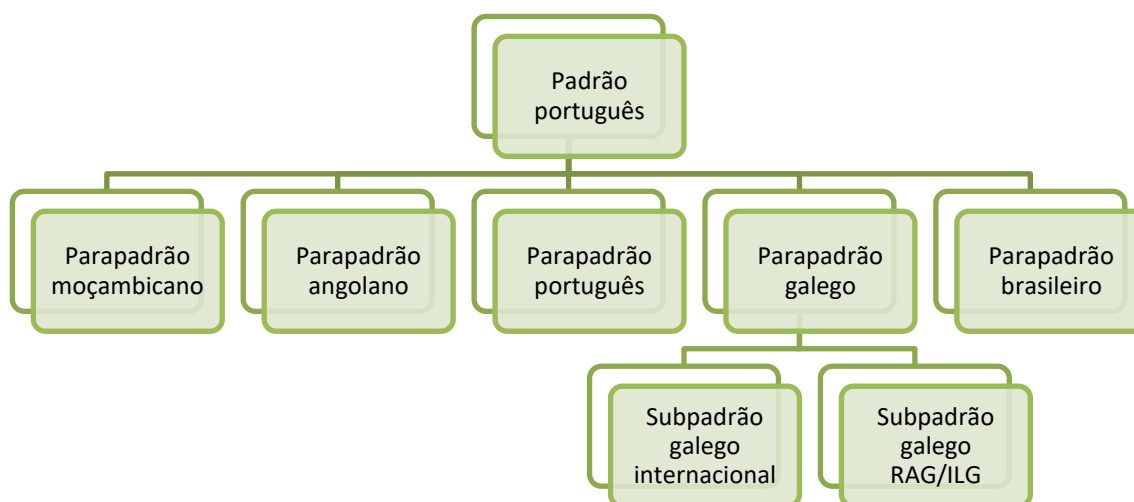 Padrão
português
Parapadrão
moçambicano
Parapadrão
angolano
Parapadrão
português
Parapadrão
galego
Parapadrão
brasileiro
Subpadrão
galego
internacional
Subpadrão
galego
RAG/ILG